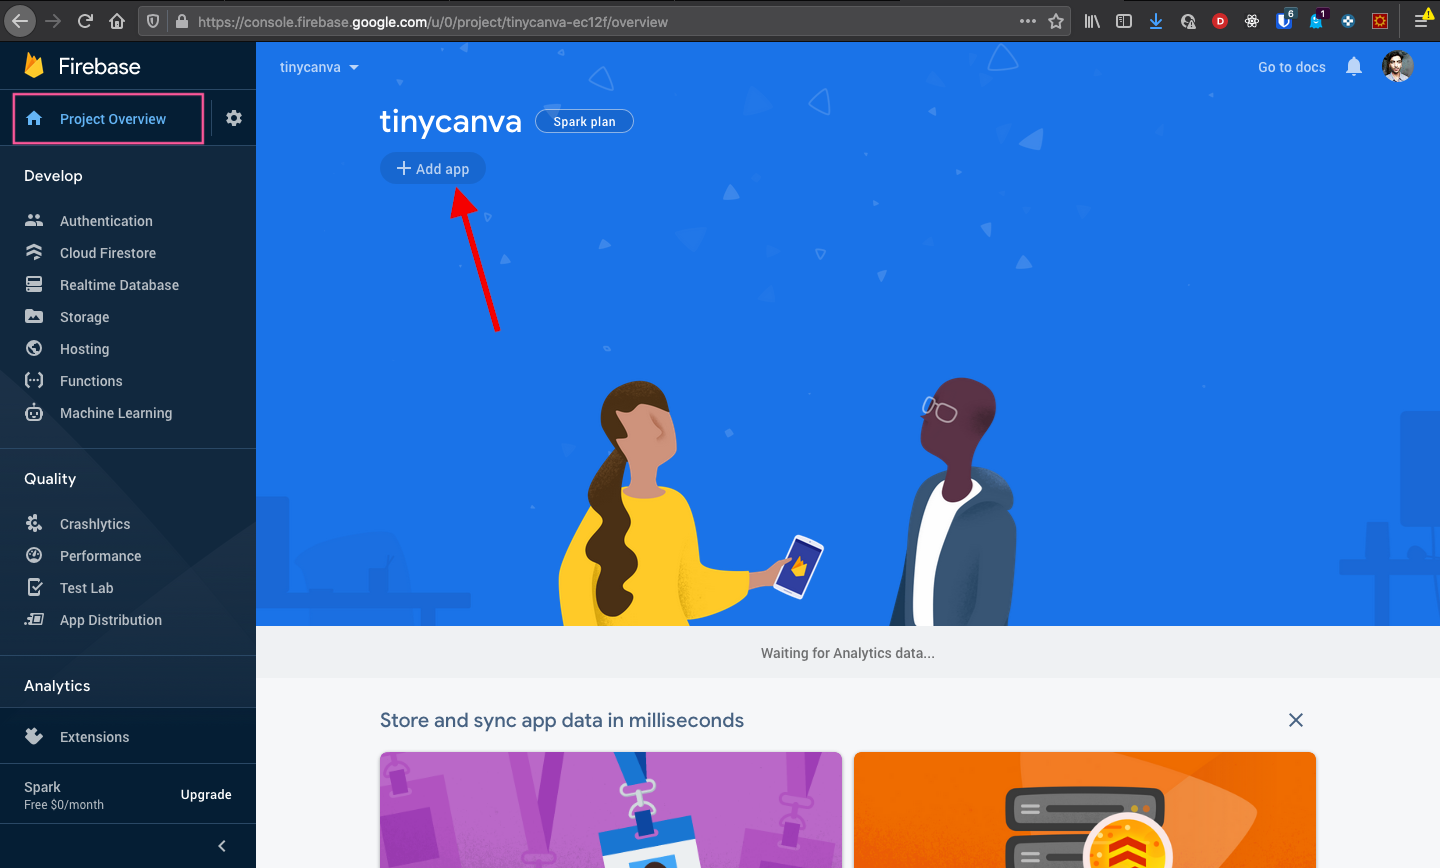 https://console.firebase.google.com/u/0/project/tinycanva-ec12f/overview
D
6
1
Firebase
tinycanva
Go to docs
Project Overview
tinycanva
Spark plan
+ Add app
Develop
Authentication
Cloud Firestore
Realtime Database
Storage
Hosting
Functions
Machine Learning
Quality
Crashlytics
Performance
Test Lab
App Distribution
Waiting for Analytics data...
Analytics
Store and sync app data in milliseconds
Extensions
Spark
Free $0/month
Upgrade